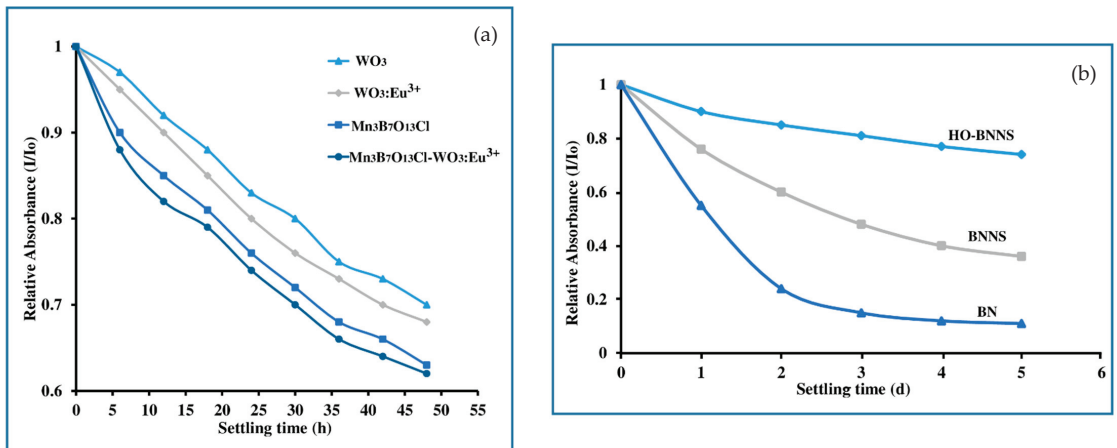 (a)
1
0.9
0.8
0.7
0.6
Relative Absorbance (I/Io)
WO₃
WO₃:Eu³⁺
Mn₃B₇O₁₃Cl
Mn₃B₇O₁₃Cl-WO₃:Eu³⁺
0 5 10 15 20 25 30 35 40 45 50 55
Settling time (h)
(b)
1
0.8
0.6
0.4
0.2
0
Relative Absorbance (I/Io)
HO-BNNS
BNNS
BN
0 1 2 3 4 5 6
Settling time (d)